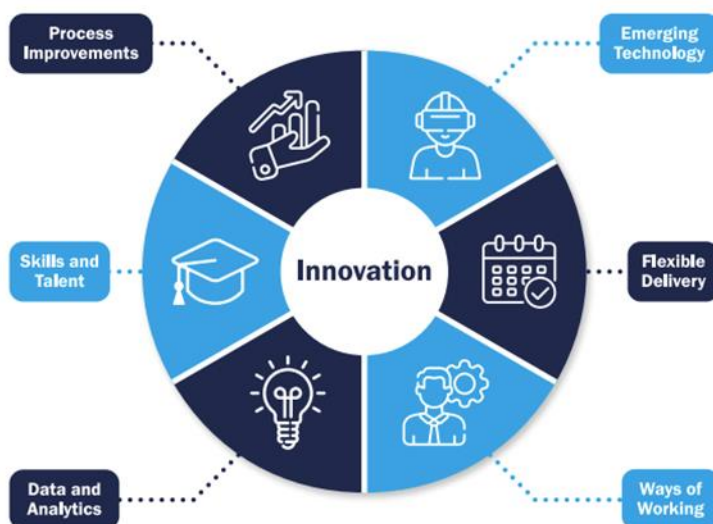 Process
Improvements
Emerging
Technology
Skills and
Talent
Innovation
Flexible
Delivery
Data and
Analytics
Ways of
Working